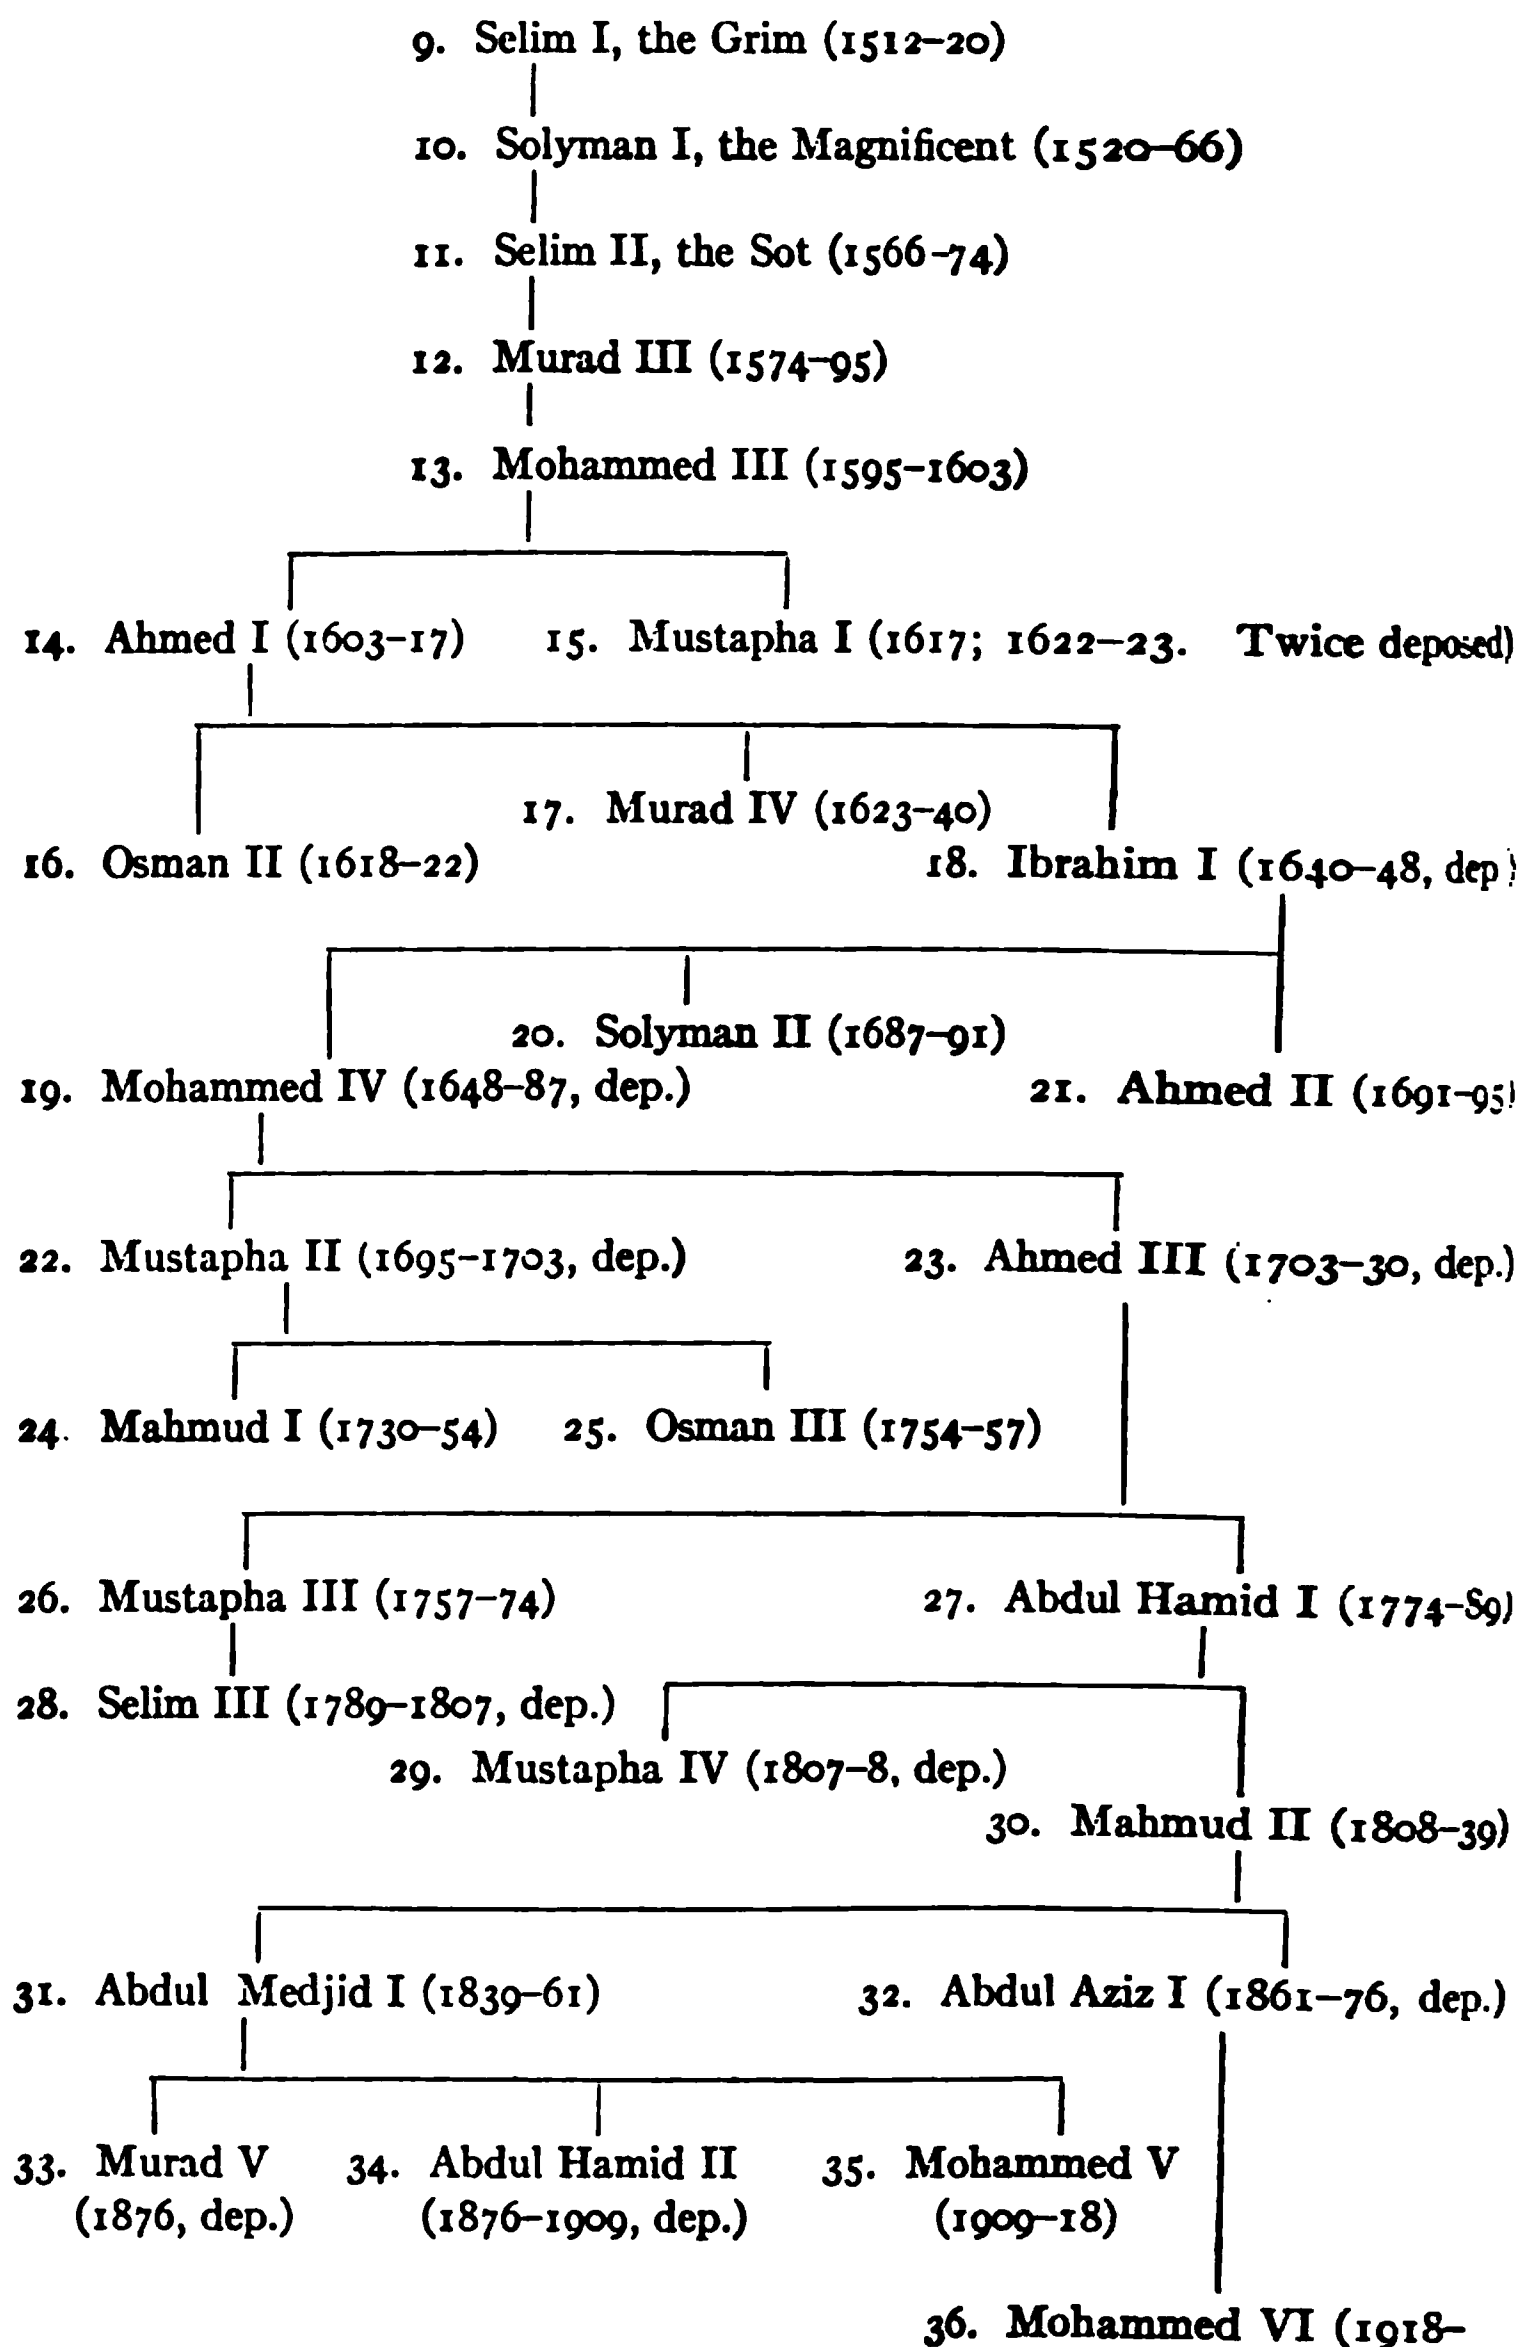 9. Selim I, the Grim (1512–20)
10. Solyman I, the Magnificent (1520–66)
11. Selim II, the Sot (1566–74)
12. Murad III (1574–95)
13. Mohammed III (1595–1603)
14. Ahmed I (1603–17) 15. Mustapha I (1617; 1622–23. Twice deposed)
17. Murad IV (1623–40)
16. Osman II (1618–22) 18. Ibrahim I (1640–48, dep.)
20. Solyman II (1687–91)
19. Mohammed IV (1648–87, dep.) 21. Ahmed II (1691–95)
22. Mustapha II (1695–1703, dep.) 23. Ahmed III (1703–30, dep.)
24. Mahmud I (1730–54) 25. Osman III (1754–57)
26. Mustapha III (1757–74) 27. Abdul Hamid I (1774–89)
28. Selim III (1789–1807, dep.)
29. Mustapha IV (1807–8, dep.)
30. Mahmud II (1808–39)
31. Abdul Medjid I (1839–61) 32. Abdul Aziz I (1861–76, dep.)
33. Murad V 34. Abdul Hamid II 35. Mohammed V
(1876, dep.) (1876–1909, dep.) (1909–18)
36. Mohammed VI (1918–